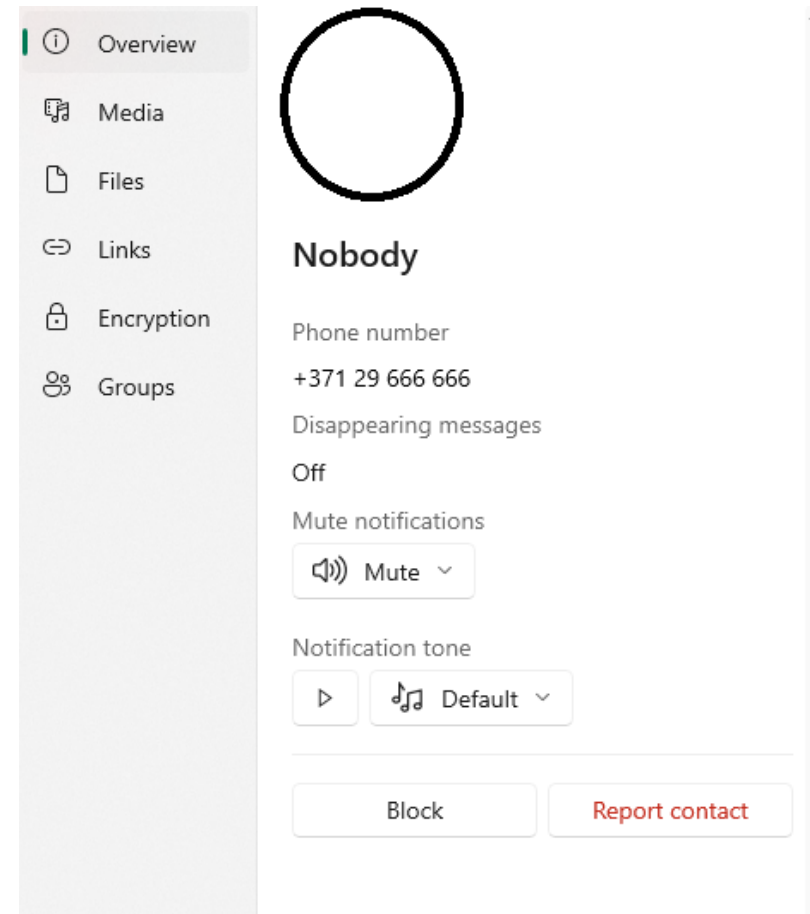 Overview
Media
Files
Links
Encryption
Groups
Nobody
Phone number
+371 29 666 666
Disappearing messages
Off
Mute notifications
Mute
Notification tone
Default
Block
Report contact